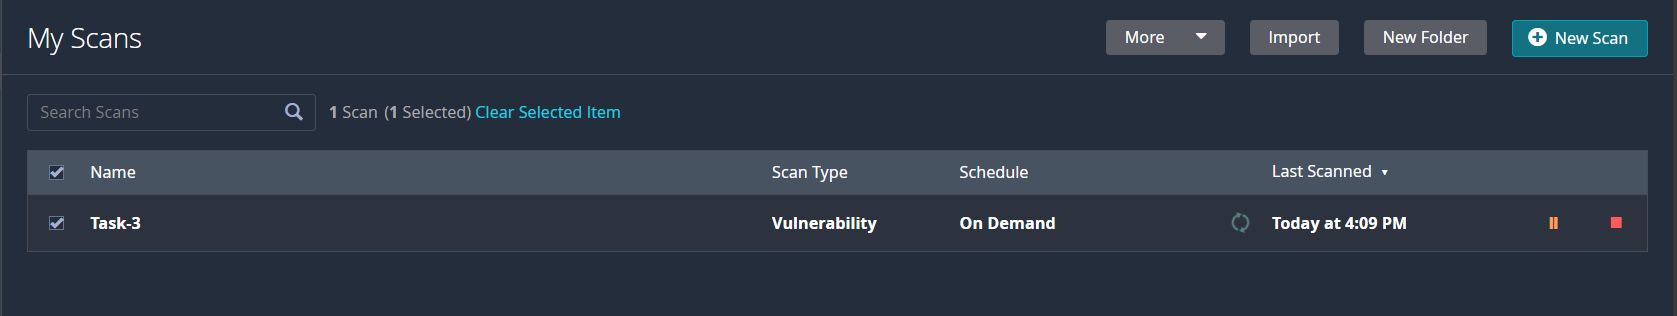 My Scans
More
Import
New Folder
New Scan
Search Scans
1 Scan (1 Selected) Clear Selected Item
Name Scan Type Schedule Last Scanned
Task-3 Vulnerability On Demand Today at 4:09 PM